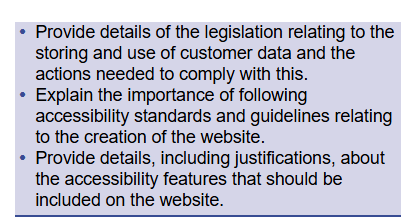 • Provide details of the legislation relating to the
storing and use of customer data and the
actions needed to comply with this.
• Explain the importance of following
accessibility standards and guidelines relating
to the creation of the website.
• Provide details, including justifications, about
the accessibility features that should be
included on the website.